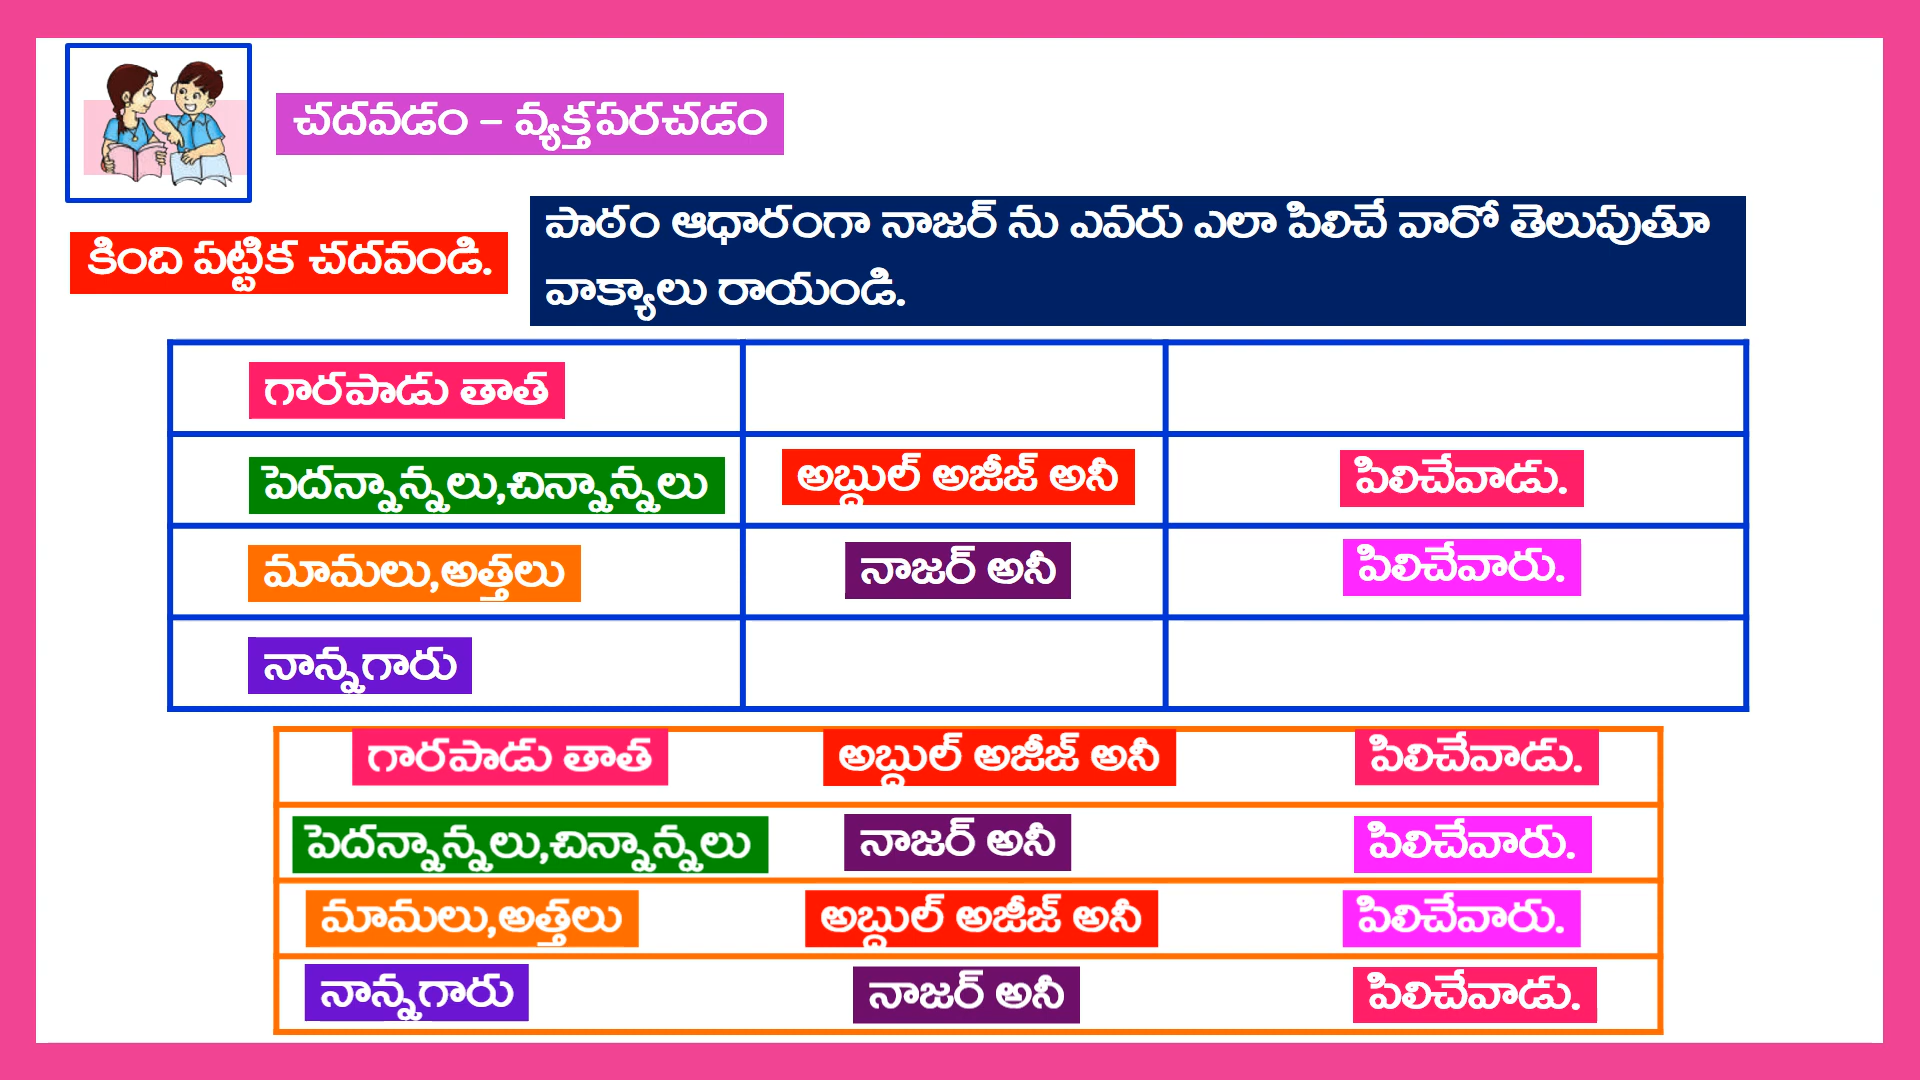 చదవడం – వ్యక్తపరచడం
కింది పట్టిక చదవండి.
పాఠం ఆధారంగా నాజర్ ను ఎవరు ఎలా పిలిచే వారో తెలుపుతూ
వాక్యాలు రాయండి.
గారపాడు తాత
పెదన్నాన్నలు,చిన్నాన్నలు అబ్దుల్ అజీజ్ అనీ పిలిచేవాడు.
మామలు,అత్తలు నాజర్ అనీ పిలిచేవారు.
నాన్నగారు
గారపాడు తాత అబ్దుల్ అజీజ్ అనీ పిలిచేవాడు.
పెదన్నాన్నలు,చిన్నాన్నలు నాజర్ అనీ పిలిచేవారు.
మామలు,అత్తలు అబ్దుల్ అజీజ్ అనీ పిలిచేవారు.
నాన్నగారు నాజర్ అనీ పిలిచేవాడు.